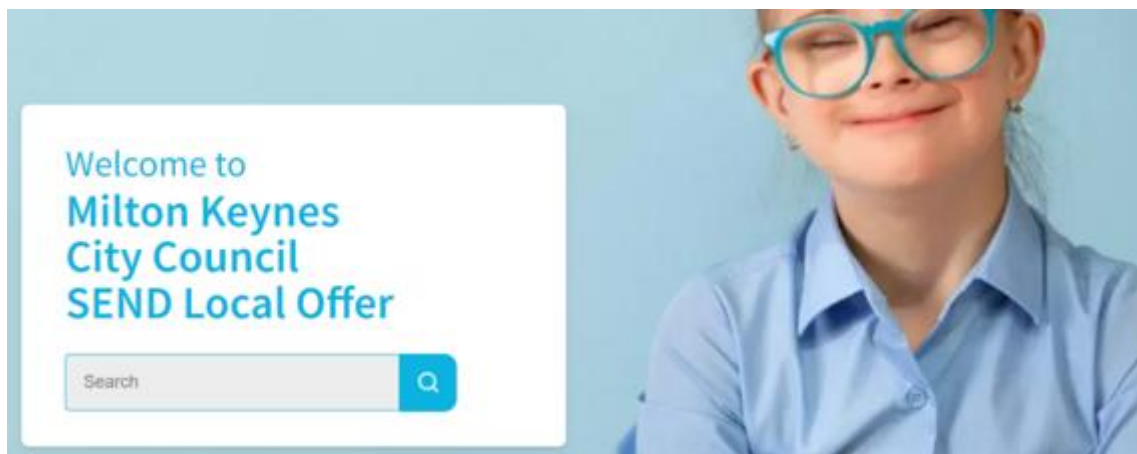 Welcome to
Milton Keynes
City Council
SEND Local Offer
Search